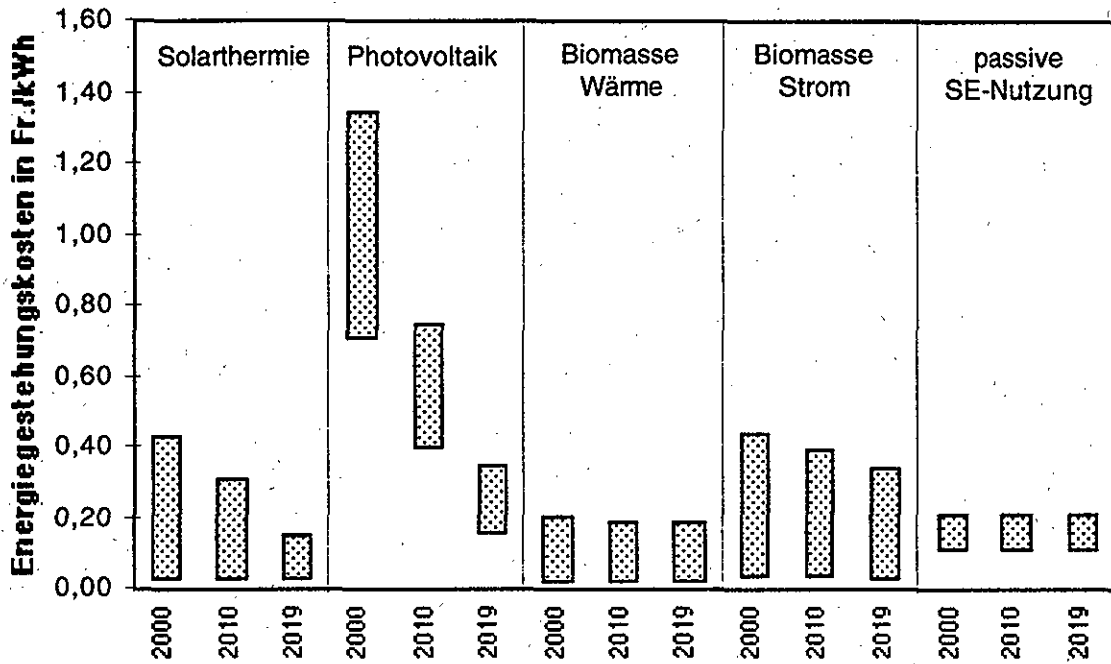 Energiegestehungskosten in Fr./kWh
1,60
1,40
1,20
1,00
0,80
0,60
0,40
0,20
0,00
Solarthermie
Photovoltaik
Biomasse
Wärme
Biomasse
Strom
passive
SE-Nutzung
2000
2010
2019
2000
2010
2019
2000
2010
2019
2000
2010
2019
2000
2010
2019